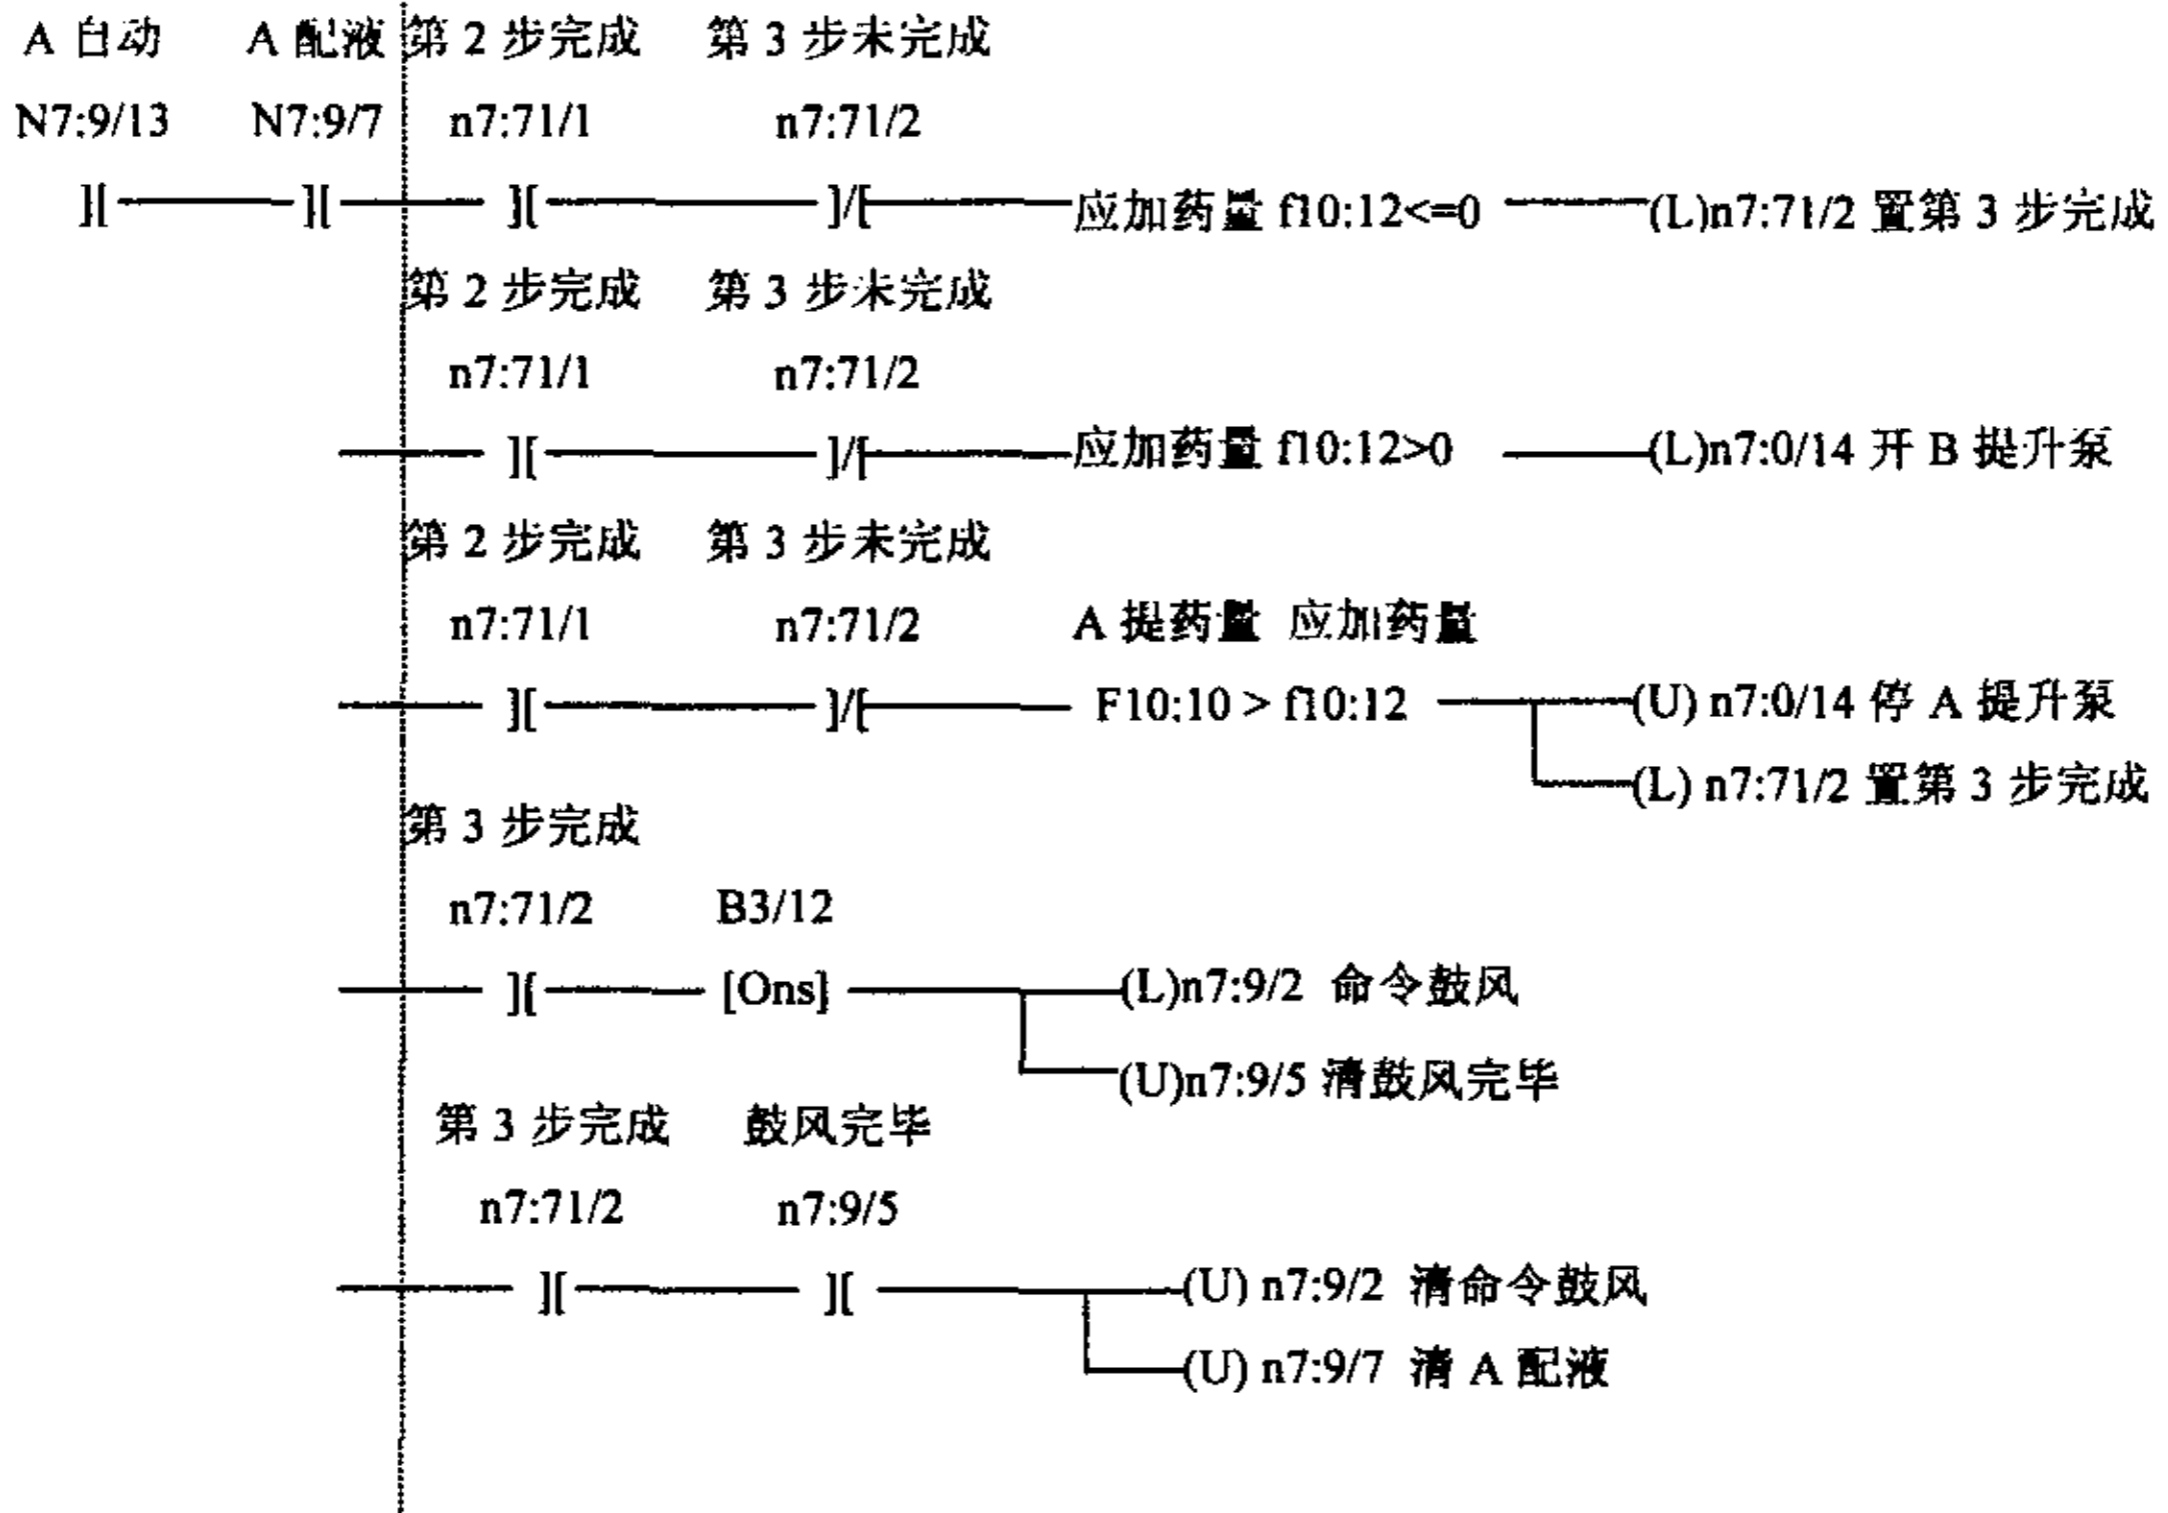 A 自动 A 配液 第 2 步完成 第 3 步未完成
N7:9/13 N7:9/7 n7:71/1 n7:71/2
][ ][ ][ ]/[ 应加药量 f10:12<=0 (L)n7:71/2 置第 3 步完成
第 2 步完成 第 3 步未完成
n7:71/1 n7:71/2
][ ]/[ 应加药量 f10:12>0 (L)n7:0/14 开 B 提升泵
第 2 步完成 第 3 步未完成
n7:71/1 n7:71/2 A 提药量 应加药量
][ ]/[ F10:10 > f10:12 (U) n7:0/14 停 A 提升泵
(L) n7:71/2 置第 3 步完成
第 3 步完成
n7:71/2 B3/12
][ [Ons] (L)n7:9/2 命令鼓风
(U)n7:9/5 清鼓风完毕
第 3 步完成 鼓风完毕
n7:71/2 n7:9/5
][ ][ (U) n7:9/2 清命令鼓风
(U) n7:9/7 清 A 配液